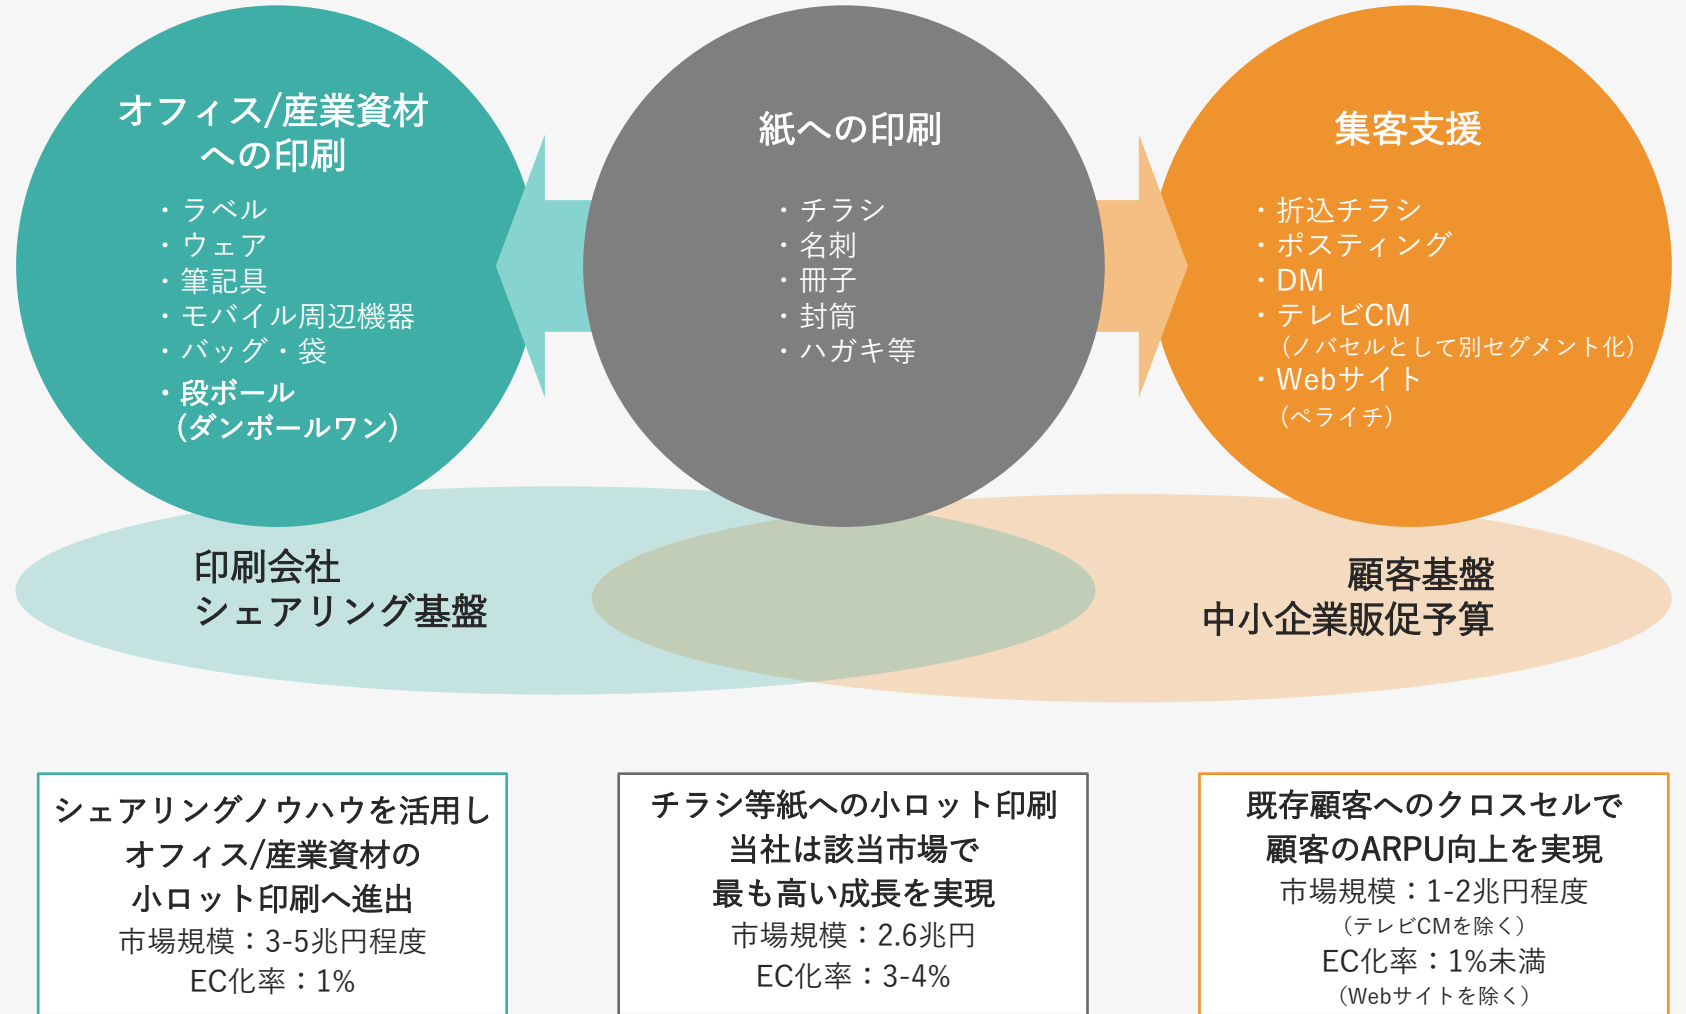 オフィス/産業資材
への印刷
・ラベル
・ウェア
・筆記具
・モバイル周辺機器
・バッグ・袋
・段ボール
（ダンボールワン）
紙への印刷
・チラシ
・名刺
・冊子
・封筒
・ハガキ等
集客支援
・折込チラシ
・ポスティング
・DM
・テレビCM
（ノバセルとして別セグメント化）
・Webサイト
（ペライチ）
印刷会社
シェアリング基盤
顧客基盤
中小企業販促予算
シェアリングノウハウを活用し
オフィス/産業資材の
小ロット印刷へ進出
市場規模：3-5兆円程度
EC化率：1%
チラシ等紙への小ロット印刷
当社は該当市場で
最も高い成長を実現
市場規模：2.6兆円
EC化率：3-4%
既存顧客へのクロスセルで
顧客のARPU向上を実現
市場規模：1-2兆円程度
（テレビCMを除く）
EC化率：1%未満
（Webサイトを除く）